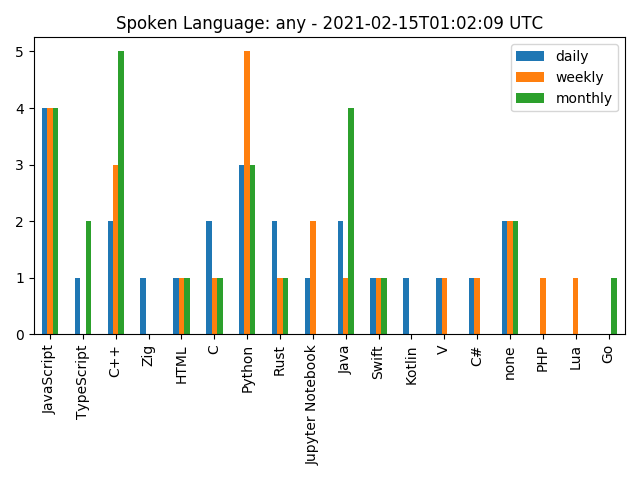 Spoken Language: any - 2021-02-15T01:02:09 UTC
daily
weekly
monthly
5
4
3
2
1
0
JavaScript
TypeScript
C++
Zig
HTML
C
Python
Rust
Jupyter Notebook
Java
Swift
Kotlin
V
C#
none
PHP
Lua
Go